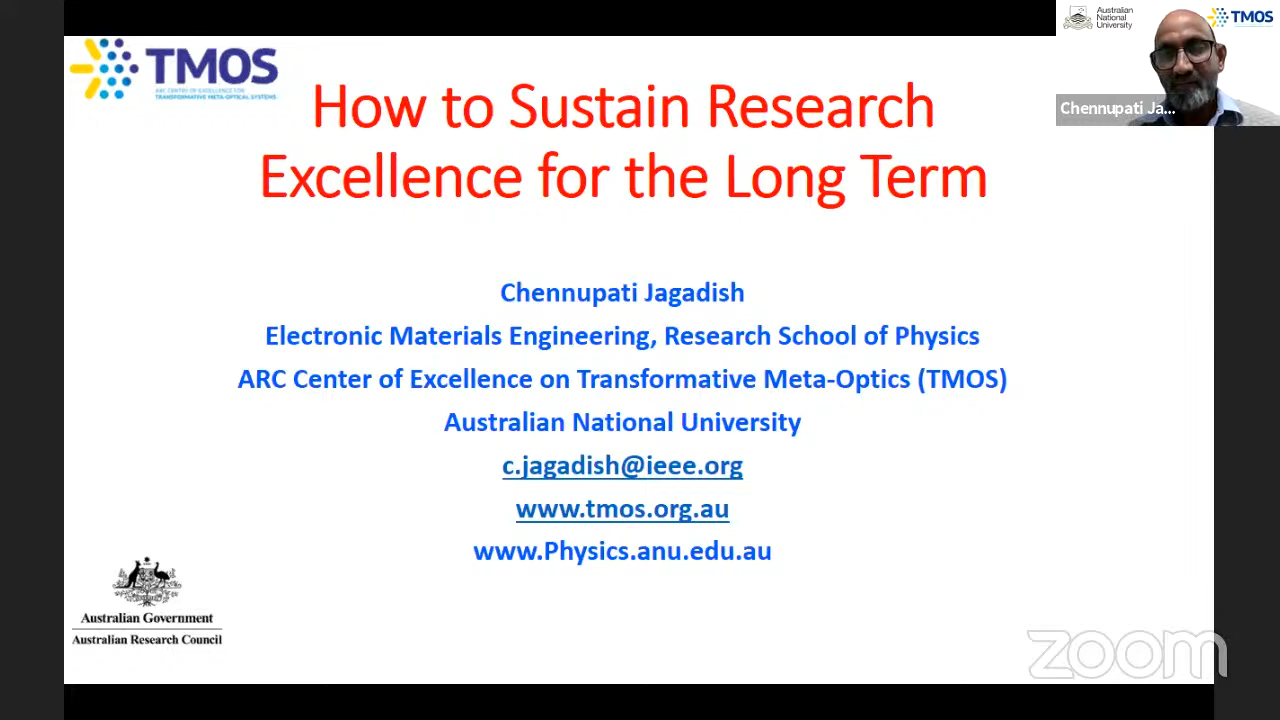 TMOS
ARC CENTRE OF EXCELLENCE FOR
TRANSFORMATIVE META-OPTICAL SYSTEMS
How to Sustain Research
Excellence for the Long Term
Australian
National
University
TMOS
Chennupati Ja...
Chennupati Jagadish
Electronic Materials Engineering, Research School of Physics
ARC Center of Excellence on Transformative Meta-Optics (TMOS)
Australian National University
c.jagadish@ieee.org
www.tmos.org.au
www.Physics.anu.edu.au
Australian Government
Australian Research Council
zoom